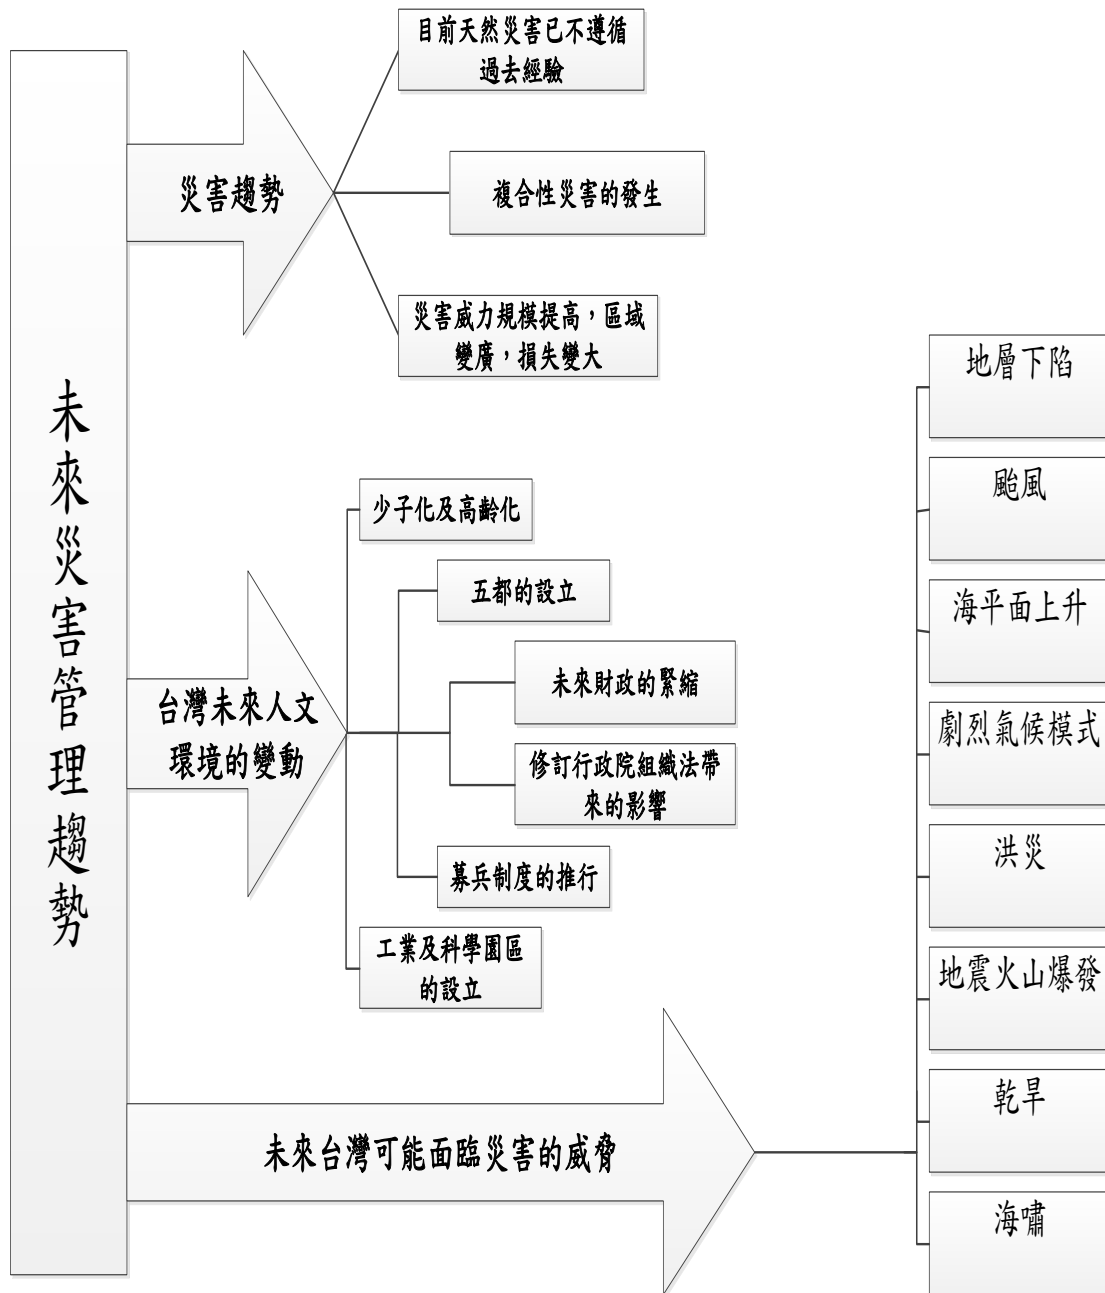 未來災害管理趨勢
災害趨勢
目前天然災害已不遵循
過去經驗
複合性災害的發生
災害威力規模提高，區域
變廣，損失變大
台灣未來人文
環境的變動
少子化及高齡化
五都的設立
未來財政的緊縮
修訂行政院組織法帶
來的影響
募兵制度的推行
工業及科學園區
的設立
未來台灣可能面臨災害的威脅
地層下陷
颱風
海平面上升
劇烈氣候模式
洪災
地震火山爆發
乾旱
海嘯